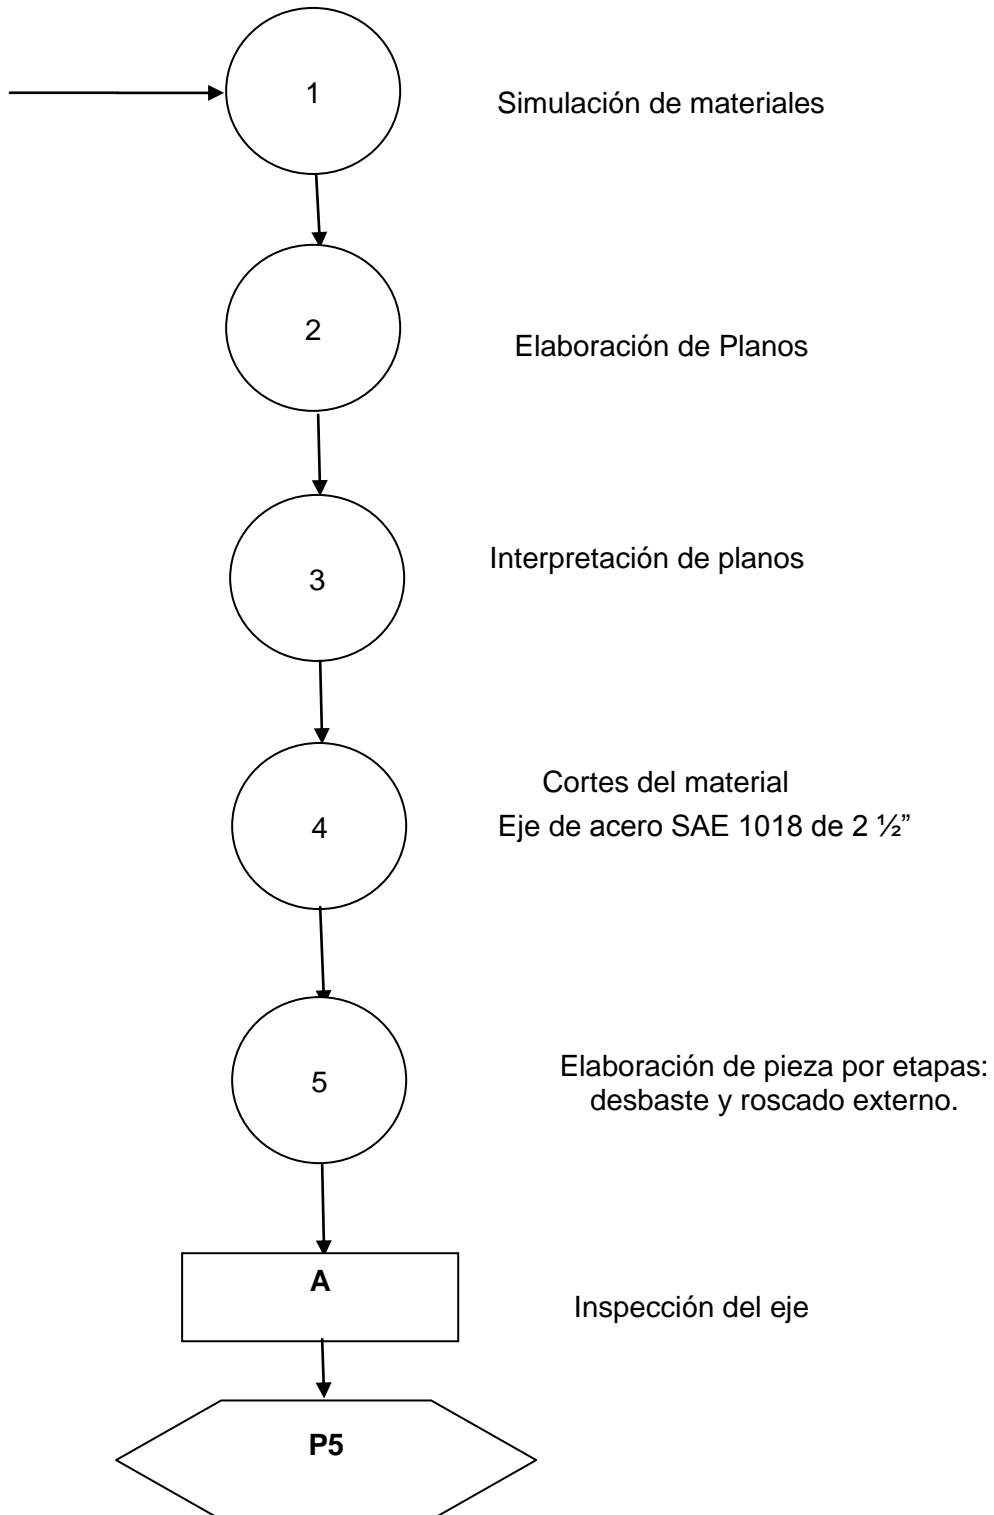 1
Simulación de materiales
2
Elaboración de Planos
3
Interpretación de planos
4
Cortes del material
Eje de acero SAE 1018 de 2 ½”
5
Elaboración de pieza por etapas:
desbaste y roscado externo.
A
Inspección del eje
P5